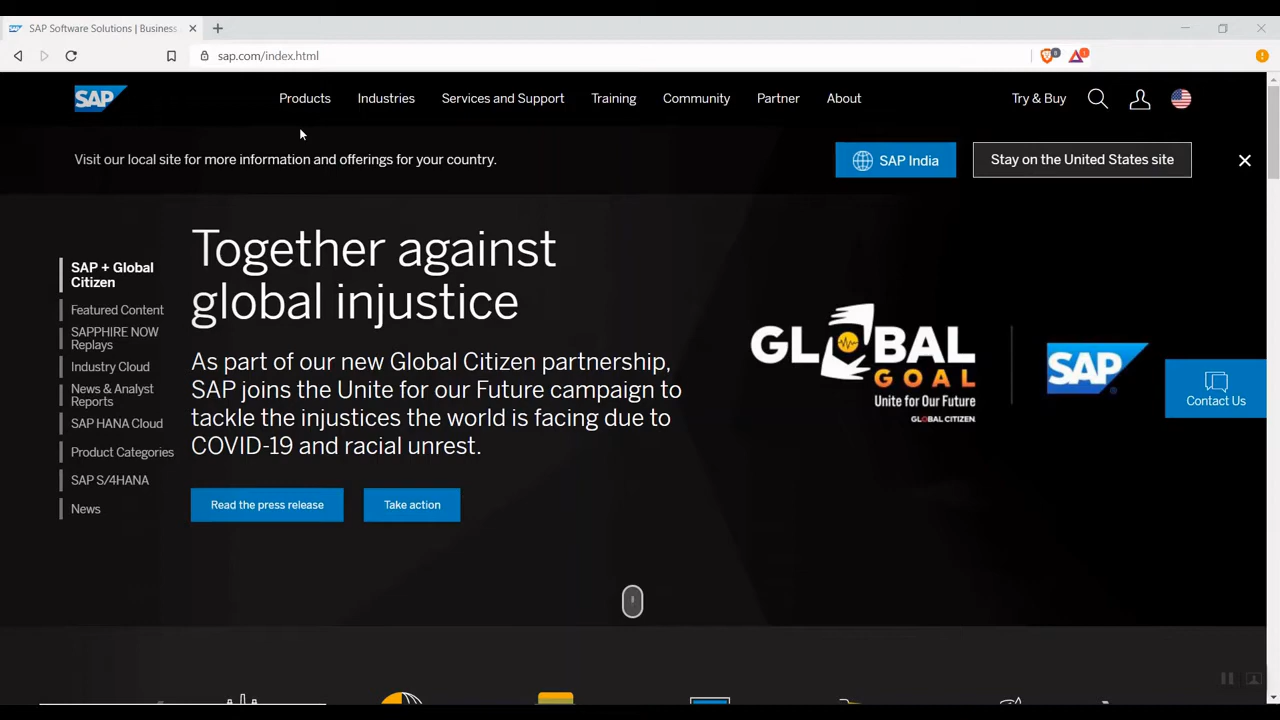 SAP Software Solutions | Business
sap.com/index.html
SAP
Products
Industries
Services and Support
Training
Community
Partner
About
Try & Buy
Visit our local site for more information and offerings for your country.
SAP India
Stay on the United States site
SAP + Global
Citizen
Featured Content
SAPPHIRE NOW
Replays
Industry Cloud
News & Analyst
Reports
SAP HANA Cloud
Product Categories
SAP S/4HANA
News
Together against
global injustice
As part of our new Global Citizen partnership,
SAP joins the Unite for our Future campaign to
tackle the injustices the world is facing due to
COVID-19 and racial unrest.
Read the press release
Take action
GLOBAL
GOAL
Unite for Our Future
GLOBAL CITIZEN
SAP
Contact Us